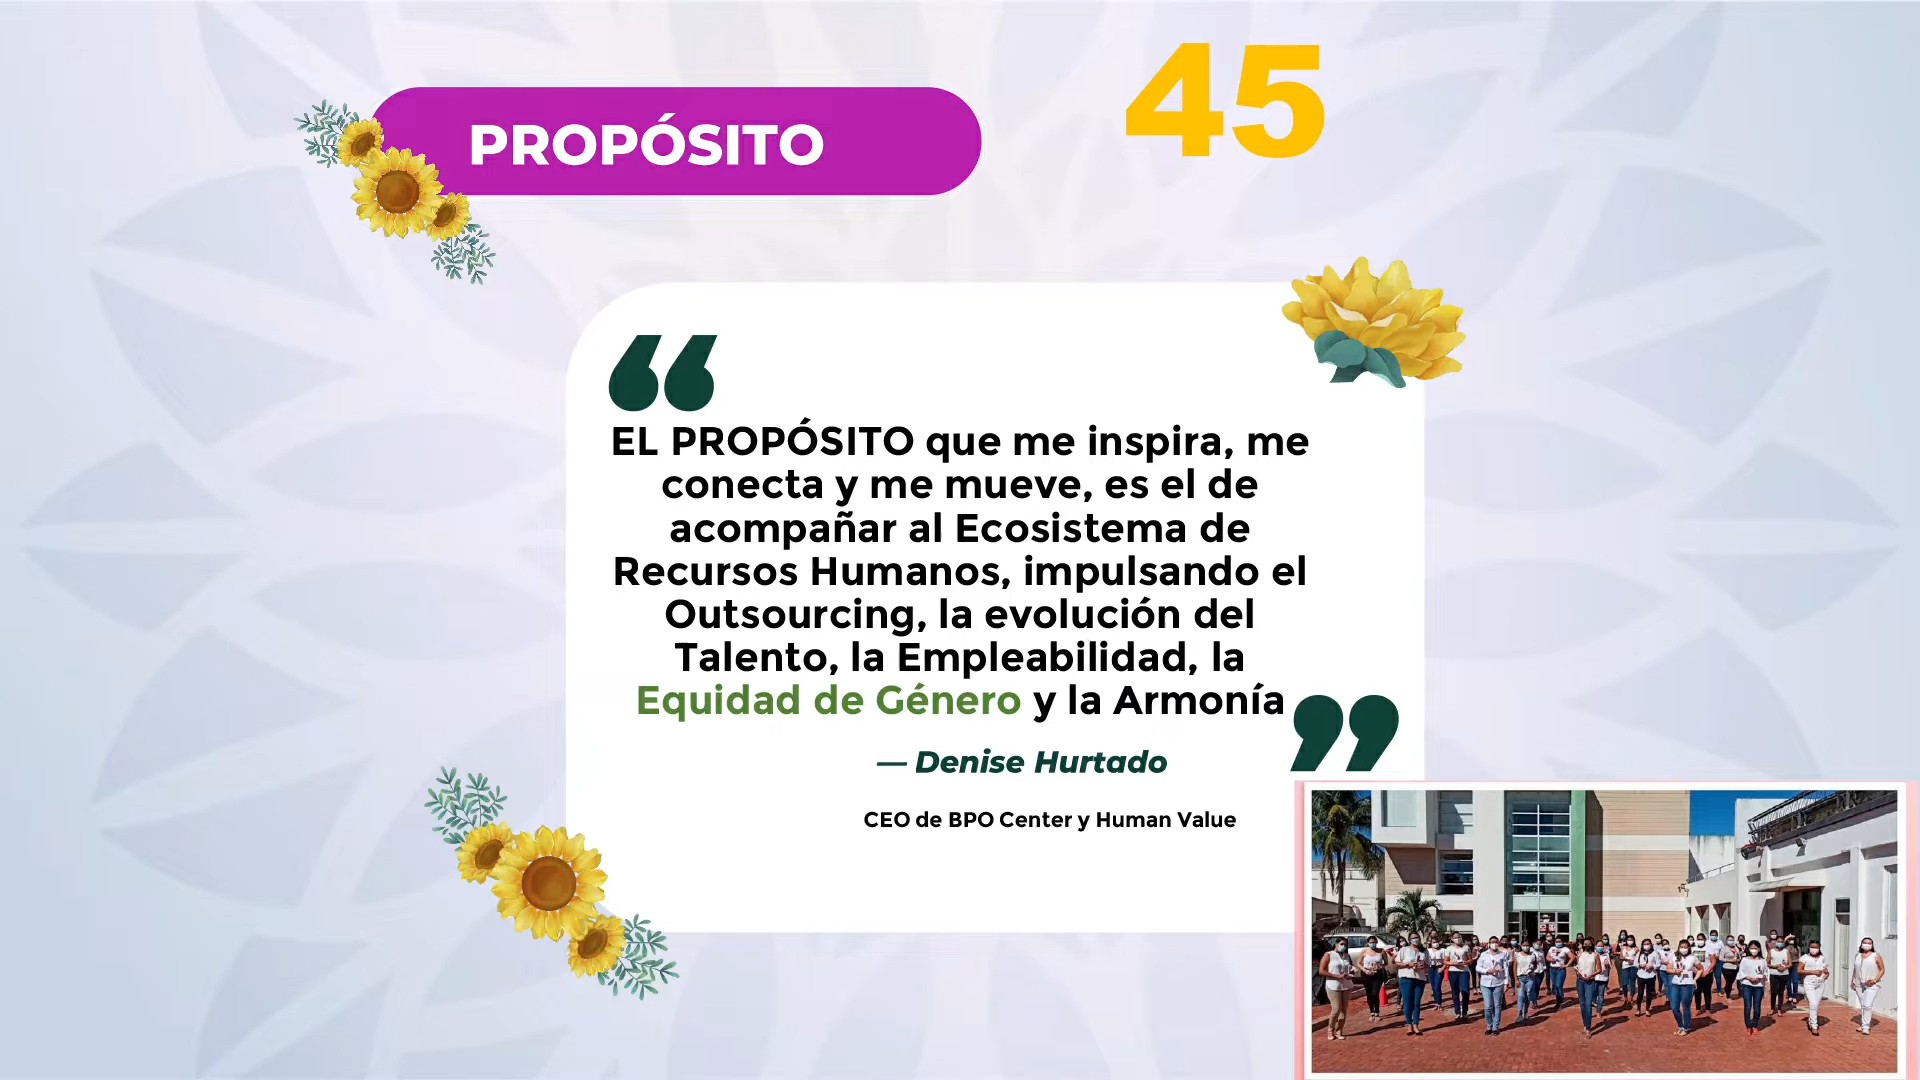 PROPÓSITO
45
“
EL PROPÓSITO que me inspira, me
conecta y me mueve, es el de
acompañar al Ecosistema de
Recursos Humanos, impulsando el
Outsourcing, la evolución del
Talento, la Empleabilidad, la
Equidad de Género y la Armonía
”
— Denise Hurtado
CEO de BPO Center y Human Value